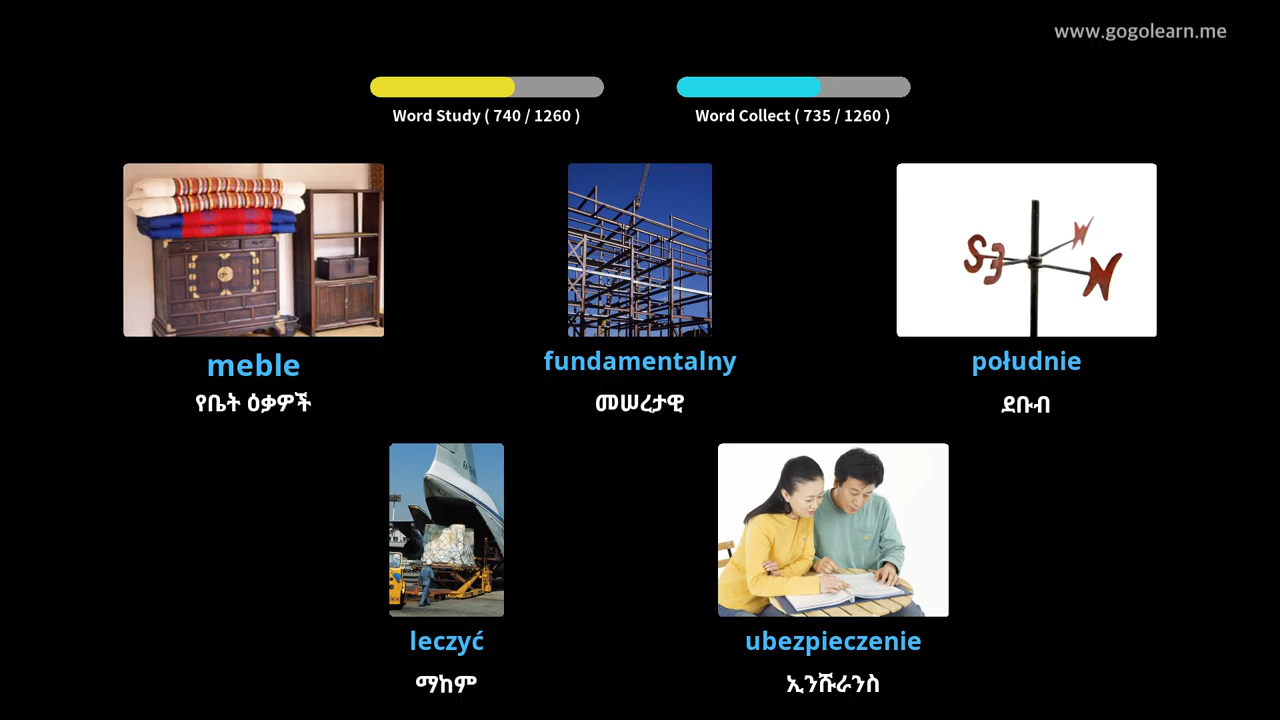 www.gogolearn.me
Word Study ( 740 / 1260 )
Word Collect ( 735 / 1260 )
meble
fundamentalny
południe
የቤት ዕቃዎች
መሠረታዊ
ደቡብ
leczyć
ubezpieczenie
ማከም
ኢንሹራንስ